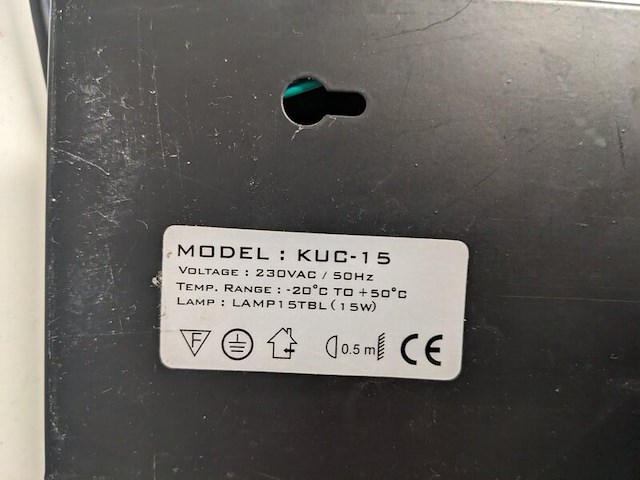 MODEL : KUC-15
VOLTAGE : 230VAC / 50HZ
TEMP. RANGE : -20°C TO +50°C
LAMP : LAMP15TBL (15W)
F 0.5 m CE